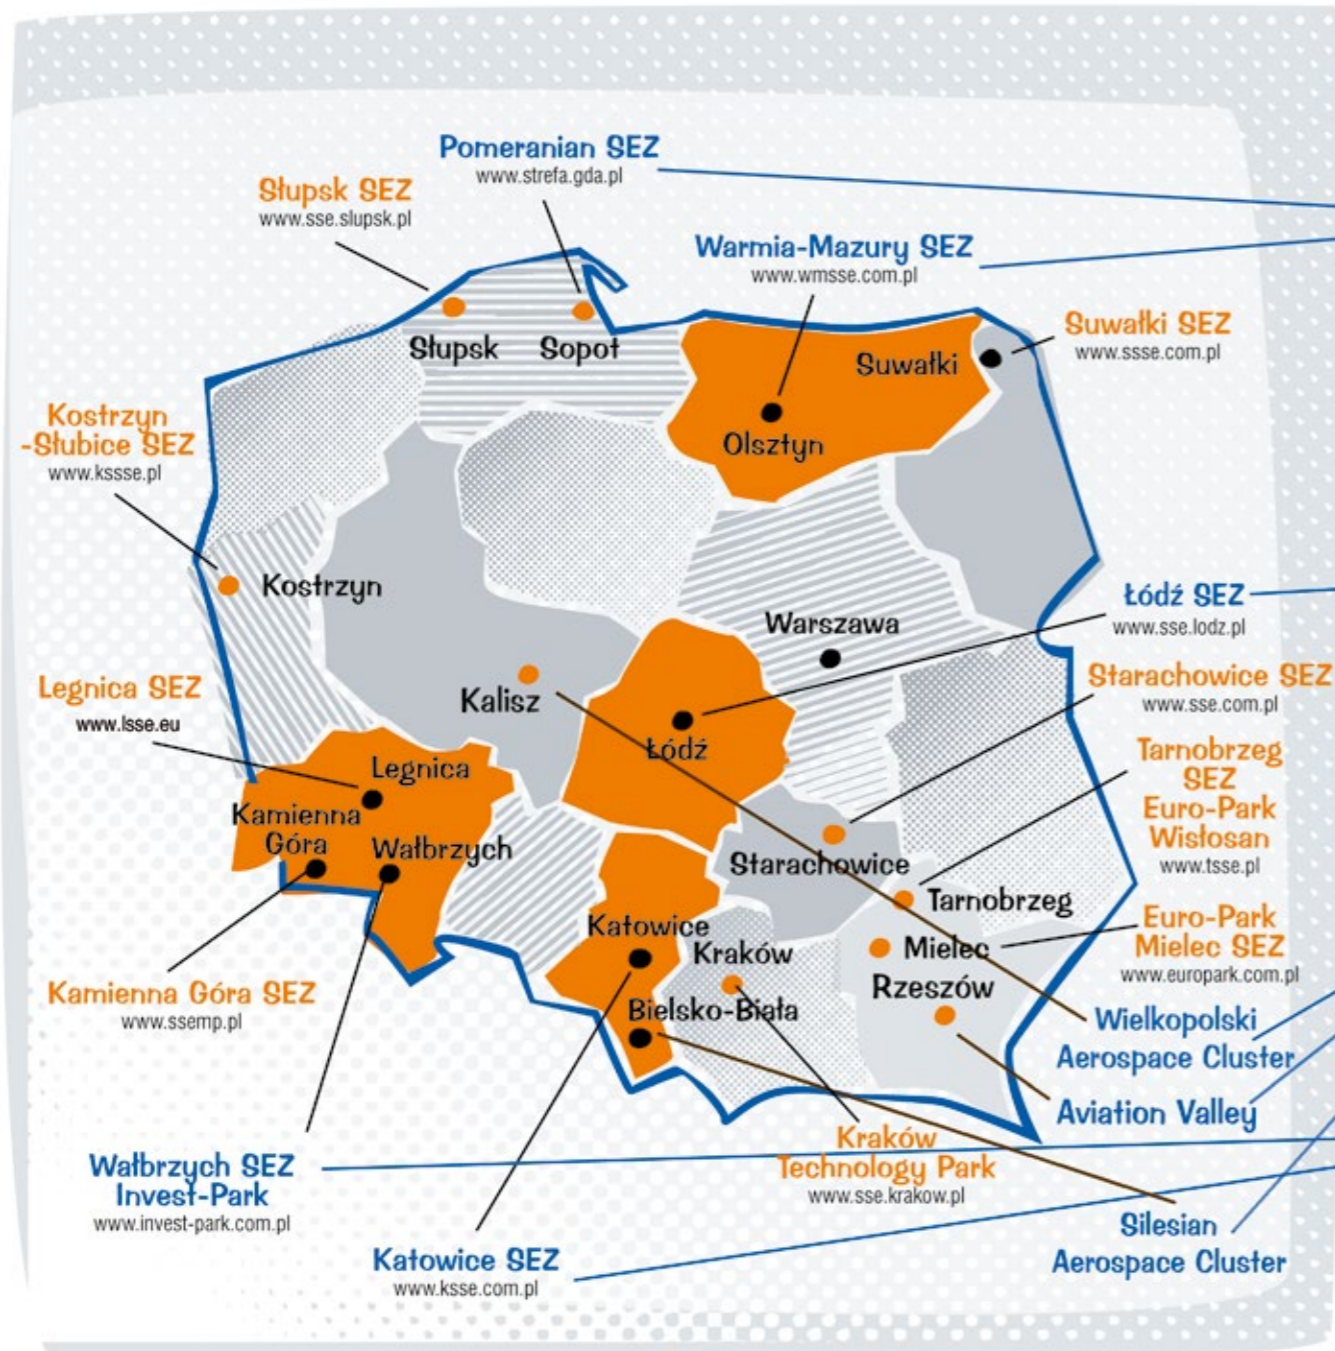 Pomeranian SEZ
www.strefa.gda.pl
Słupsk SEZ
www.sse.slupsk.pl
Warmia-Mazury SEZ
www.wmsse.com.pl
Suwałki SEZ
www.ssse.com.pl
Słupsk
Sopot
Suwałki
Olsztyn
Kostrzyn
-Słubice SEZ
www.kssse.pl
Kostrzyn
Łódź SEZ
www.sse.lodz.pl
Warszawa
Starachowice SEZ
www.sse.com.pl
Legnica SEZ
www.lsse.eu
Kalisz
Łódź
Tarnobrzeg
SEZ
Euro-Park
Wisłosan
www.tsse.pl
Legnica
Kamienna
Góra
Wałbrzych
Starachowice
Tarnobrzeg
Euro-Park
Mielec SEZ
www.europark.com.pl
Katowice
Kraków
Mielec
Rzeszów
Bielsko-Biała
Kamienna Góra SEZ
www.ssemp.pl
Wielkopolski
Aerospace Cluster
Aviation Valley
Kraków
Technology Park
www.sse.krakow.pl
Wałbrzych SEZ
Invest-Park
www.invest-park.com.pl
Katowice SEZ
www.ksse.com.pl
Silesian
Aerospace Cluster